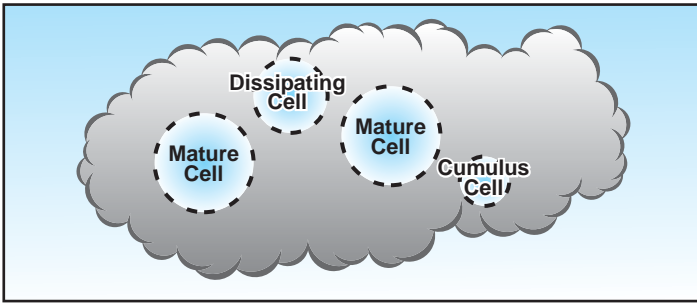 Dissipating
Cell
Mature
Cell
Mature
Cell
Cumulus
Cell